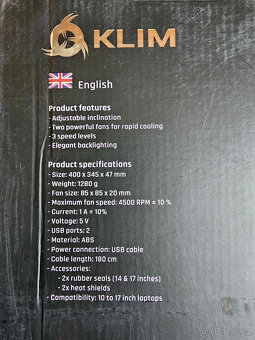 KLIM
English
Product features
- Adjustable inclination
- Two powerful fans for rapid cooling
- 3 speed levels
- Elegant backlighting
Product specifications
- Size: 400 x 345 x 47 mm
- Weight: 1280 g
- Fan size: 85 x 85 x 20 mm
- Maximum fan speed: 4500 RPM ± 10 %
- Current: 1 A ± 10%
- Voltage: 5 V
- USB ports: 2
- Material: ABS
- Power connection: USB cable
- Cable length: 180 cm
- Accessories:
- 2x rubber seals (14 & 17 inches)
- 2x heat shields
- Compatibility: 10 to 17 inch laptops